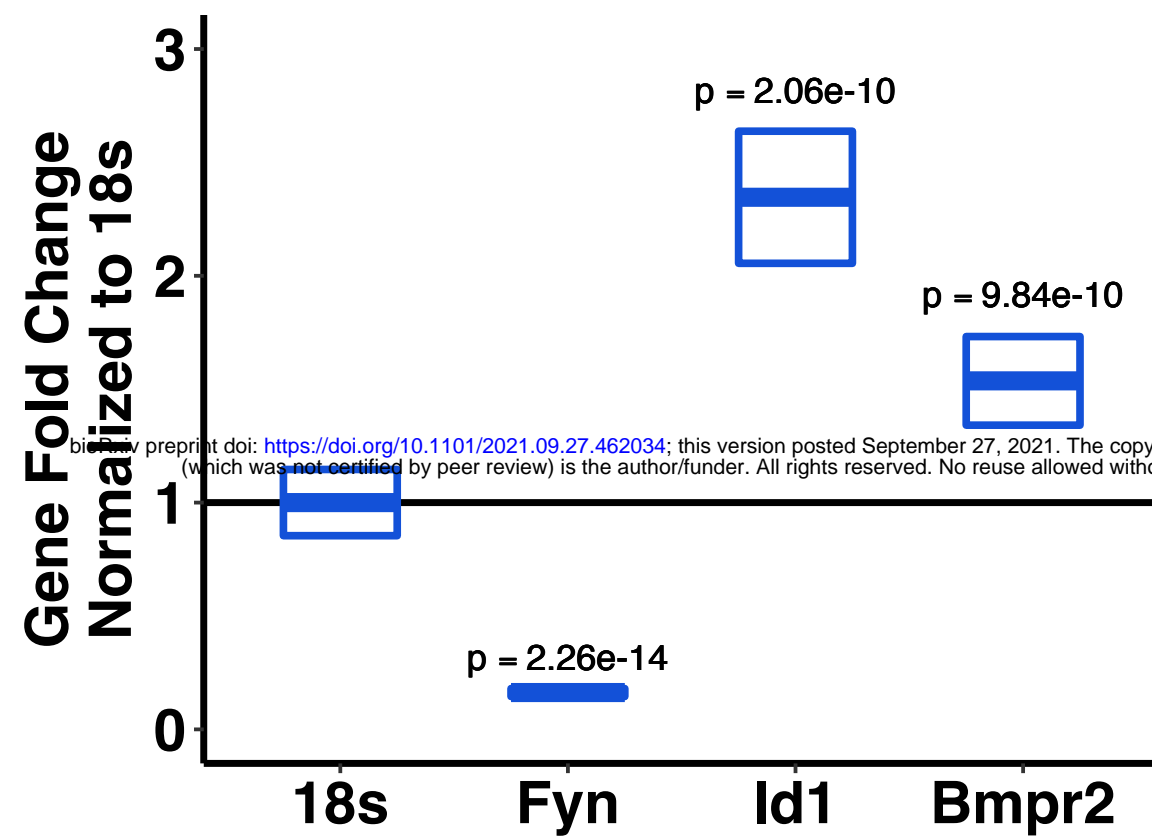 3
p = 2.06e-10
2
p = 9.84e-10
bioRxiv preprint doi: https://doi.org/10.1101/2021.09.27.462034; this version posted September 27, 2021. The copy
(which was not certified by peer review) is the author/funder. All rights reserved. No reuse allowed witho
1
p = 2.26e-14
0
18s Fyn Id1 Bmpr2
Gene Fold Change
Normalized to 18s